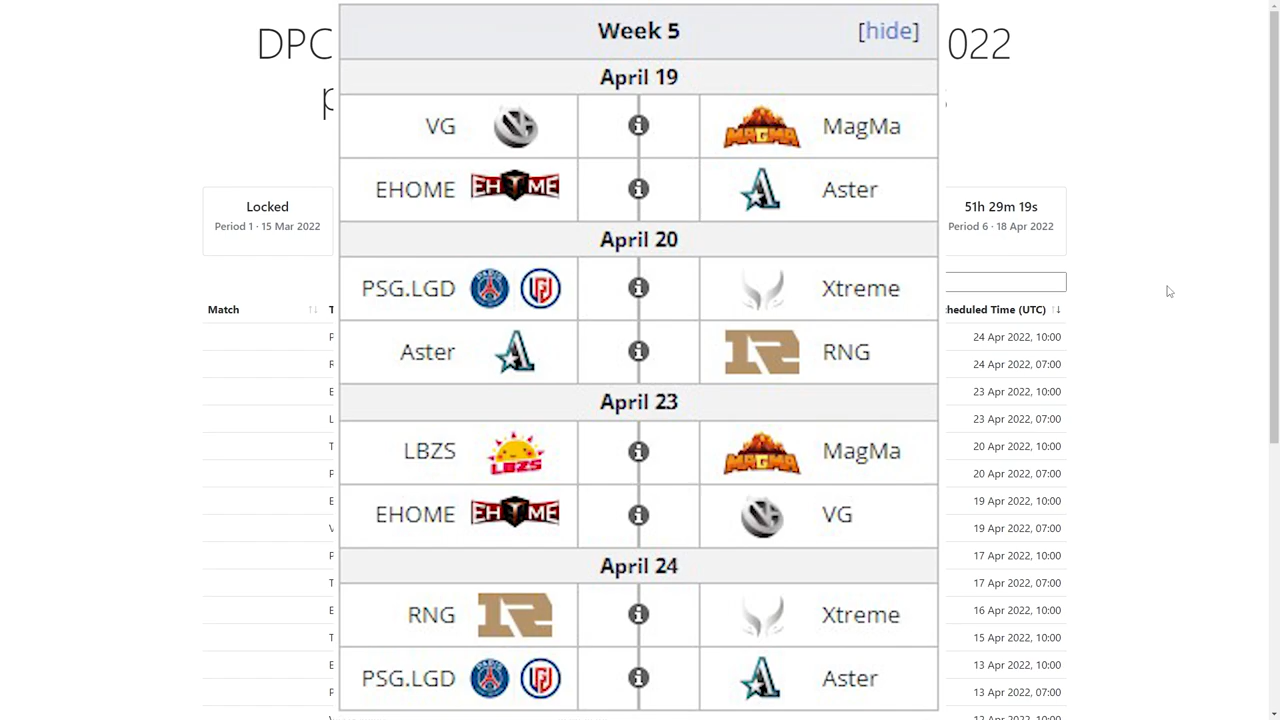 DPC
022
p
Week 5 [hide]
April 19
VG MagMa
EHOME Aster
April 20
PSG.LGD Xtreme
Aster RNG
April 23
LBZS MagMa
EHOME VG
April 24
RNG Xtreme
PSG.LGD Aster
Locked
Period 1 · 15 Mar 2022
51h 29m 19s
Period 6 · 18 Apr 2022
Match T heduled Time (UTC)
P 24 Apr 2022, 10:00
R 24 Apr 2022, 07:00
E 23 Apr 2022, 10:00
L 23 Apr 2022, 07:00
T 20 Apr 2022, 10:00
P 20 Apr 2022, 07:00
E 19 Apr 2022, 10:00
V 19 Apr 2022, 07:00
P 17 Apr 2022, 10:00
T 17 Apr 2022, 07:00
E 16 Apr 2022, 10:00
T 15 Apr 2022, 10:00
E 13 Apr 2022, 10:00
P 13 Apr 2022, 07:00
12 Apr 2022, 10:00